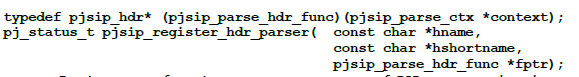 typedef pjsip_hdr* (pjsip_parse_hdr_func)(pjsip_parse_ctx *context);
pj_status_t pjsip_register_hdr_parser( const char *hname,
const char *hshortname,
pjsip_parse_hdr_func *fptr);